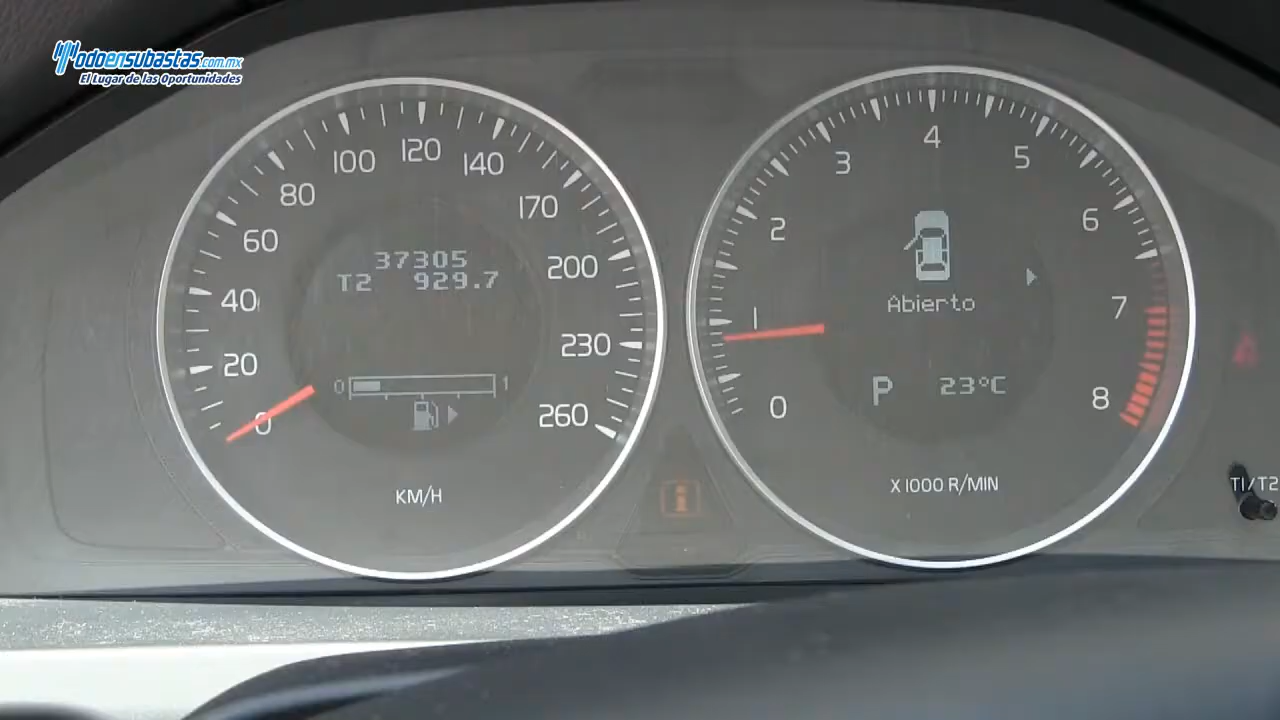 todoensubastas.com.mx
El Lugar de las Oportunidades
0
20
40
60
80
100
120
140
170
200
230
260
37305
T2 929.7
0 1
KM/H
0
1
2
3
4
5
6
7
8
Abierto
P 23°C
X 1000 R/MIN
T1/T2